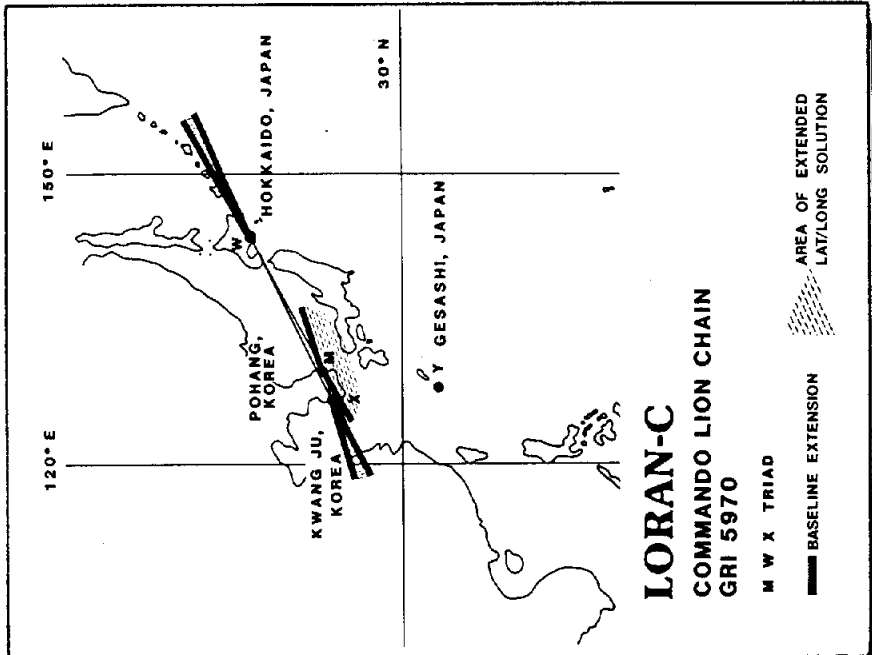 150° E
120° E
30° N
HOKKAIDO, JAPAN
W
POHANG,
KOREA
M
X
KWANG JU,
KOREA
Y GESASHI, JAPAN
LORAN-C
COMMANDO LION CHAIN
GRI 5970
M W X TRIAD
BASELINE EXTENSION
AREA OF EXTENDED
LAT/LONG SOLUTION